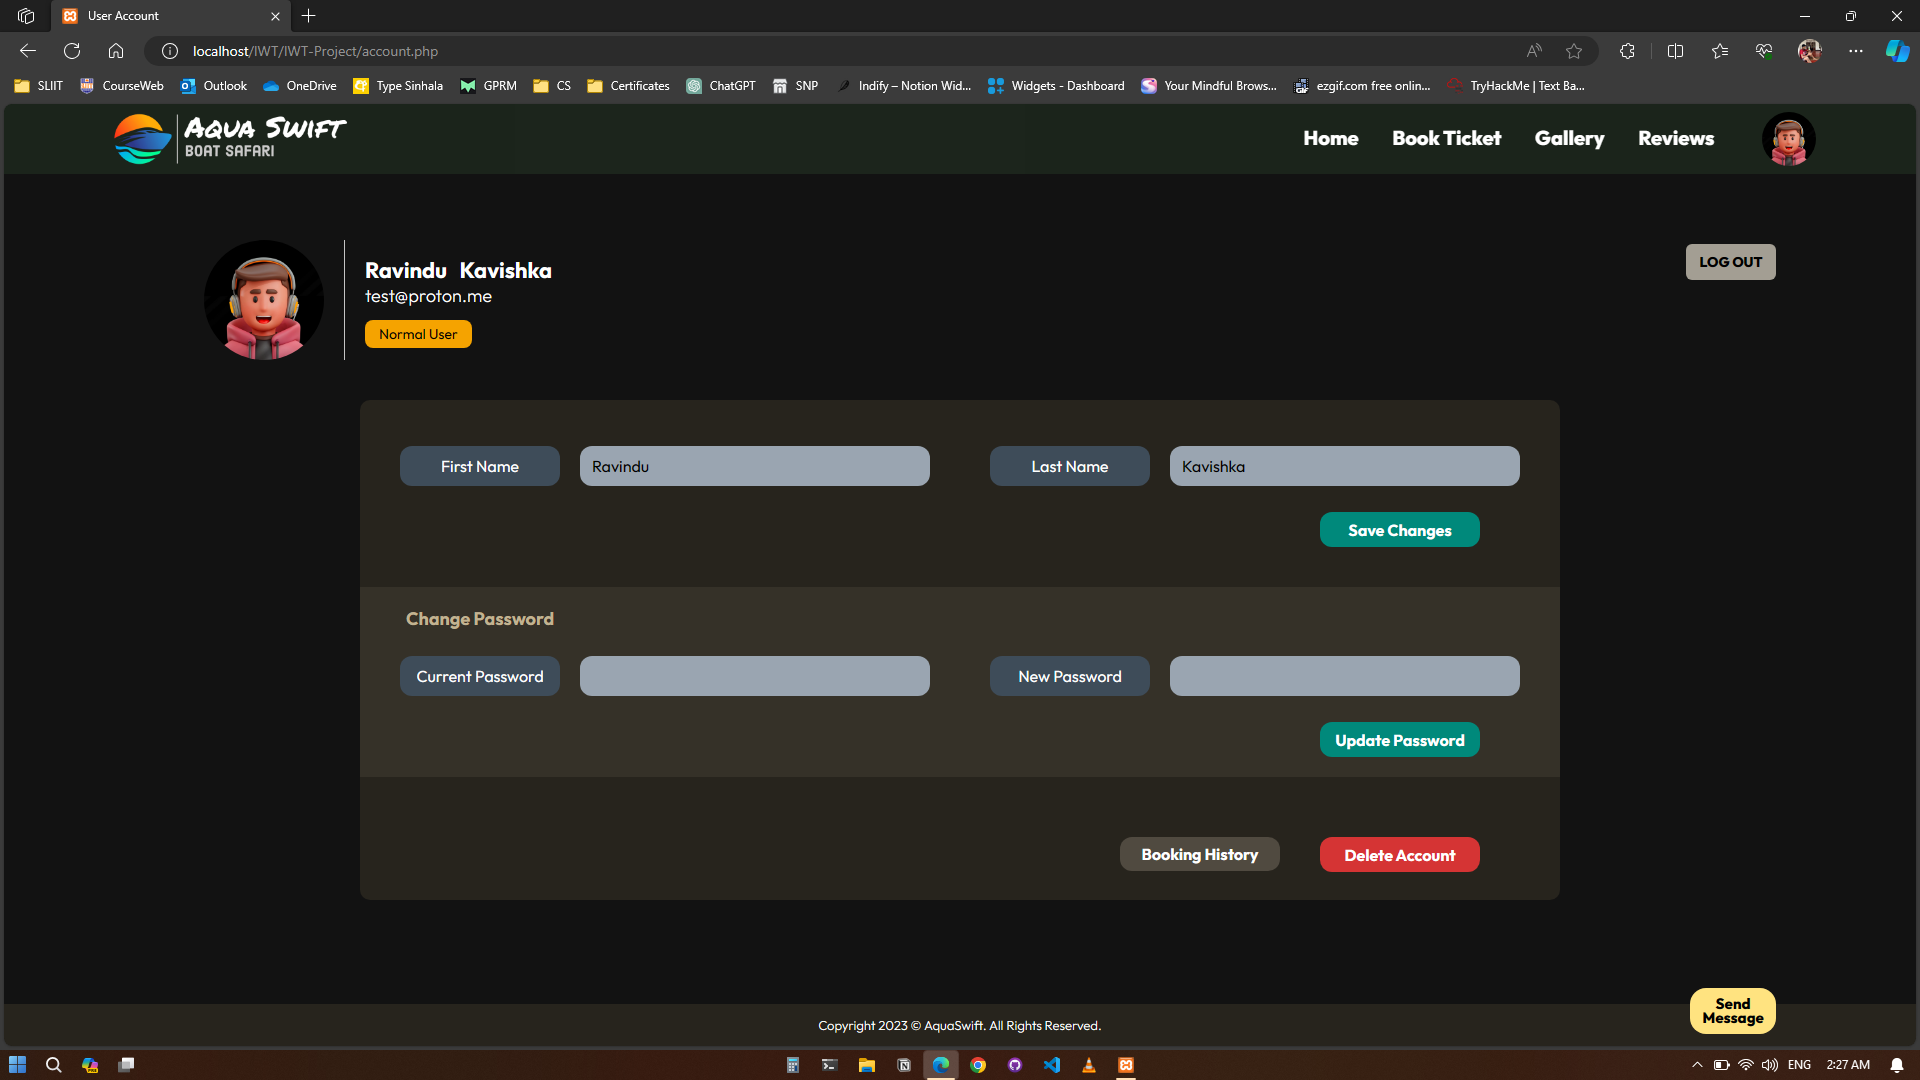 User Account
localhost/IWT/IWT-Project/account.php
SLIIT CourseWeb Outlook OneDrive Type Sinhala GPRM CS Certificates ChatGPT SNP Indify – Notion Wid... Widgets - Dashboard Your Mindful Brows... ezgif.com free onlin... TryHackMe | Text Ba...
AQUA SWIFT
BOAT SAFARI
Home Book Ticket Gallery Reviews
Ravindu Kavishka
test@proton.me
Normal User
LOG OUT
First Name Ravindu Last Name Kavishka
Save Changes
Change Password
Current Password New Password
Update Password
Booking History Delete Account
Send
Message
Copyright 2023 © AquaSwift. All Rights Reserved.
ENG 2:27 AM